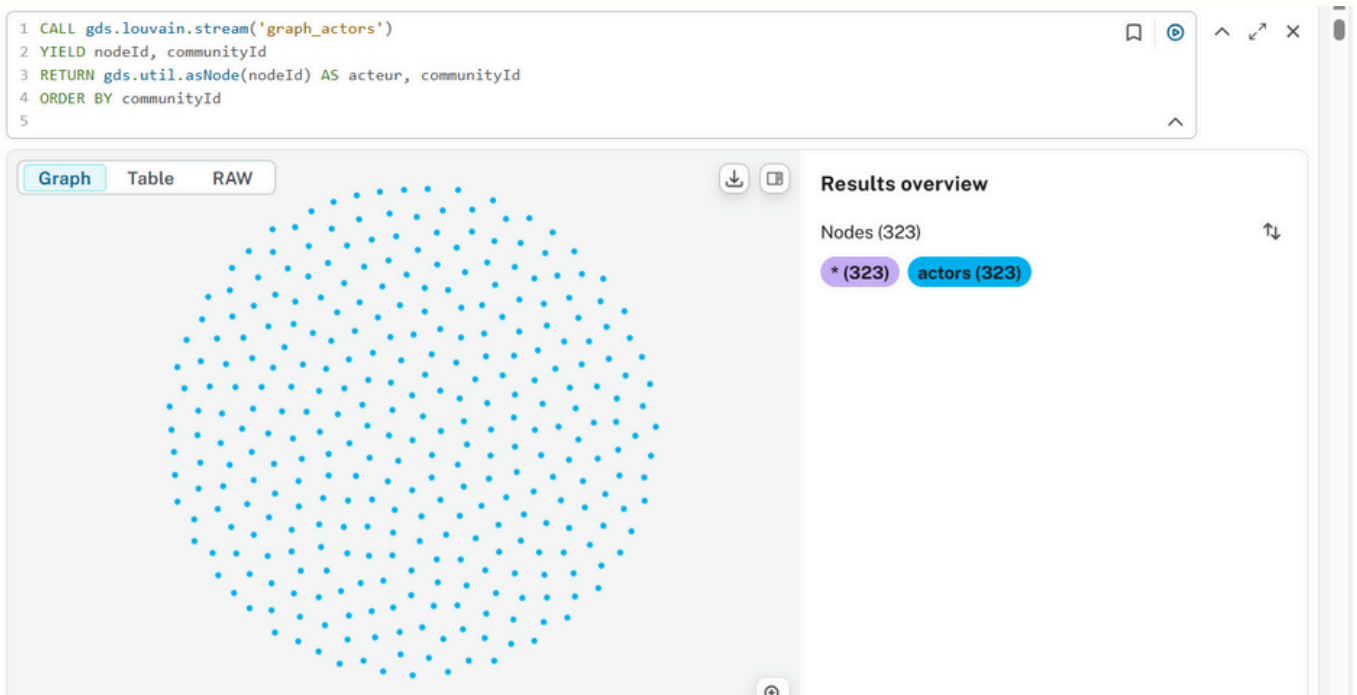 1 CALL gds.louvain.stream('graph_actors')
2 YIELD nodeId, communityId
3 RETURN gds.util.asNode(nodeId) AS acteur, communityId
4 ORDER BY communityId
5
Graph Table RAW
Results overview
Nodes (323)
* (323) actors (323)